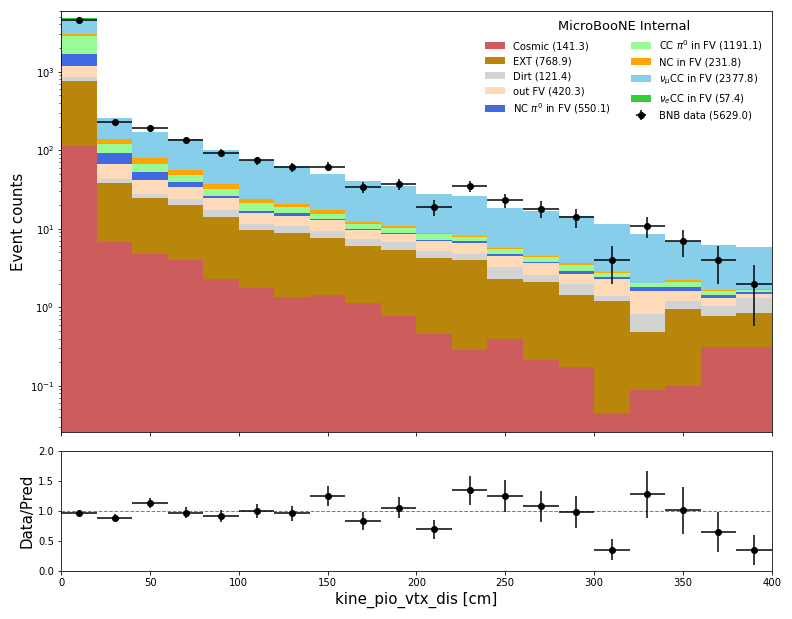 MicroBooNE Internal
Cosmic (141.3)
EXT (768.9)
Dirt (121.4)
out FV (420.3)
NC π⁰ in FV (550.1)
CC π⁰ in FV (1191.1)
NC in FV (231.8)
νμCC in FV (2377.8)
νeCC in FV (57.4)
BNB data (5629.0)
Event counts
10³
10²
10¹
10⁰
10⁻¹
Data/Pred
2.0
1.5
1.0
0.5
0.0
0 50 100 150 200 250 300 350 400
kine_pio_vtx_dis [cm]